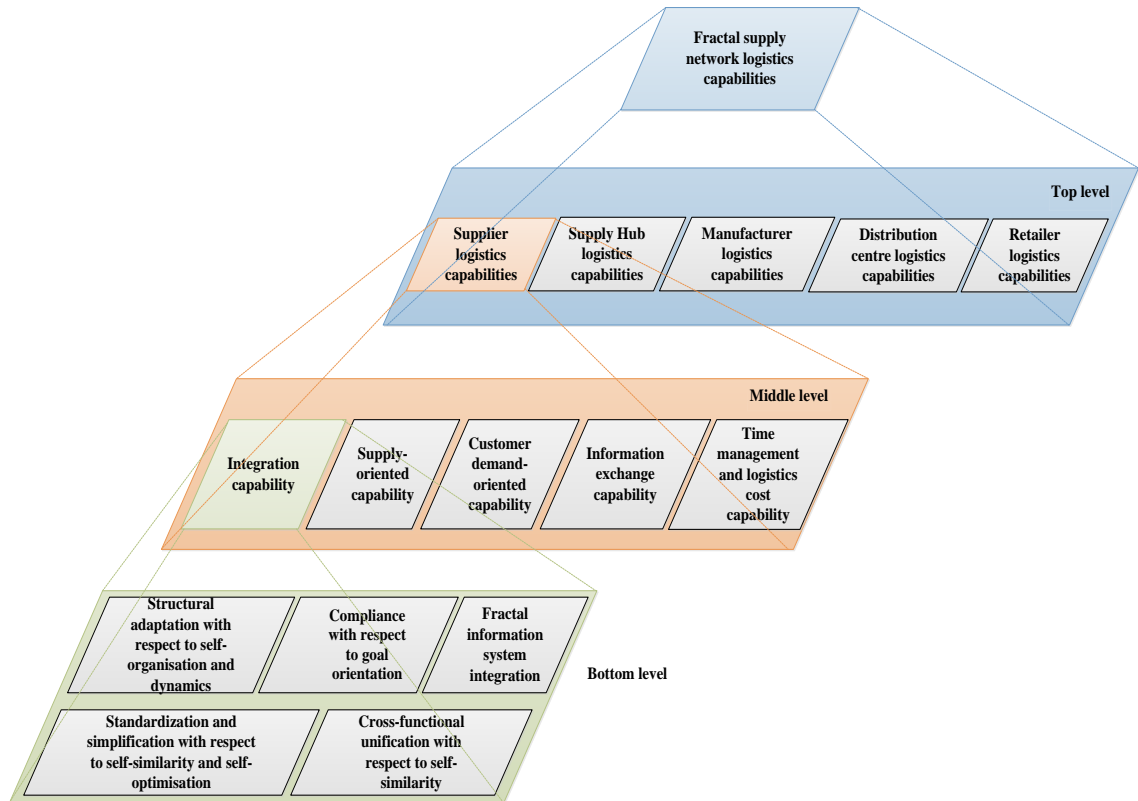 Fractal supply
network logistics
capabilities
Top level
Supplier
logistics
capabilities
Supply Hub
logistics
capabilities
Manufacturer
logistics
capabilities
Distribution
centre logistics
capabilities
Retailer
logistics
capabilities
Middle level
Integration
capability
Supply-
oriented
capability
Customer
demand-
oriented
capability
Information
exchange
capability
Time
management
and logistics
cost
capability
Structural
adaptation with
respect to self-
organisation and
dynamics
Compliance
with respect
to goal
orientation
Fractal
information
system
integration
Bottom level
Standardization and
simplification with respect
to self-similarity and self-
optimisation
Cross-functional
unification with
respect to self-
similarity